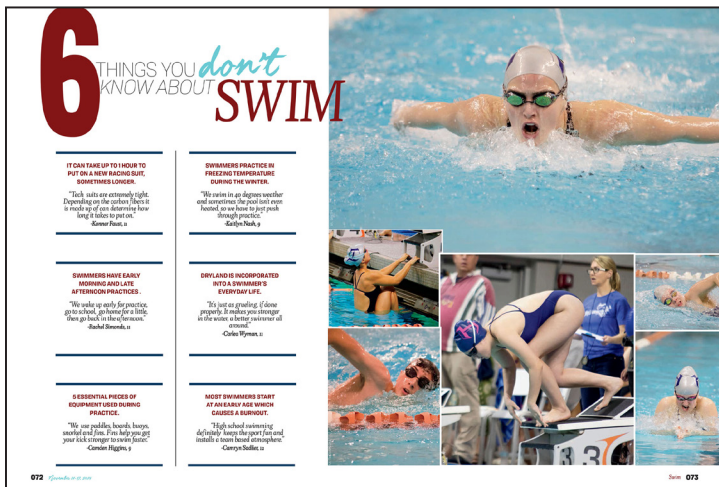 6
THINGS YOU don't
KNOW ABOUT SWIM
IT CAN TAKE UP TO 1 HOUR TO
PUT ON A NEW RACING SUIT,
SOMETIMES LONGER.
"Tech suits are extremely tight.
Depending on the carbon fibers it
is made up of can determine how
long it takes to put on."
-Kenner Faust, 11
SWIMMERS HAVE EARLY
MORNING AND LATE
AFTERNOON PRACTICES.
"We wake up early for practice,
go to school, go home for a little,
then go back in the afternoon."
-Rachel Simonds, 11
5 ESSENTIAL PIECES OF
EQUIPMENT USED DURING
PRACTICE.
"We use paddles, boards, buoys,
snorkel and fins. Fins help you get
your kick stronger to swim faster."
-Camden Higgins, 9
SWIMMERS PRACTICE IN
FREEZING TEMPERATURE
DURING THE WINTER.
"We swim in 40 degrees weather
and sometimes the pool isn't even
heated, so we have to just push
through practice."
-Kaitlyn Nash, 9
DRYLAND IS INCORPORATED
INTO A SWIMMER'S
EVERYDAY LIFE.
"It's just as grueling, if done
properly. It makes you stronger
in the water, a better swimmer all
around."
-Carlea Wyman, 11
MOST SWIMMERS START
AT AN EARLY AGE WHICH
CAUSES A BURNOUT.
"High school swimming
definitely keeps the sport fun and
installs a team based atmosphere."
-Camryn Sadlier, 12
33
072
Swim 073